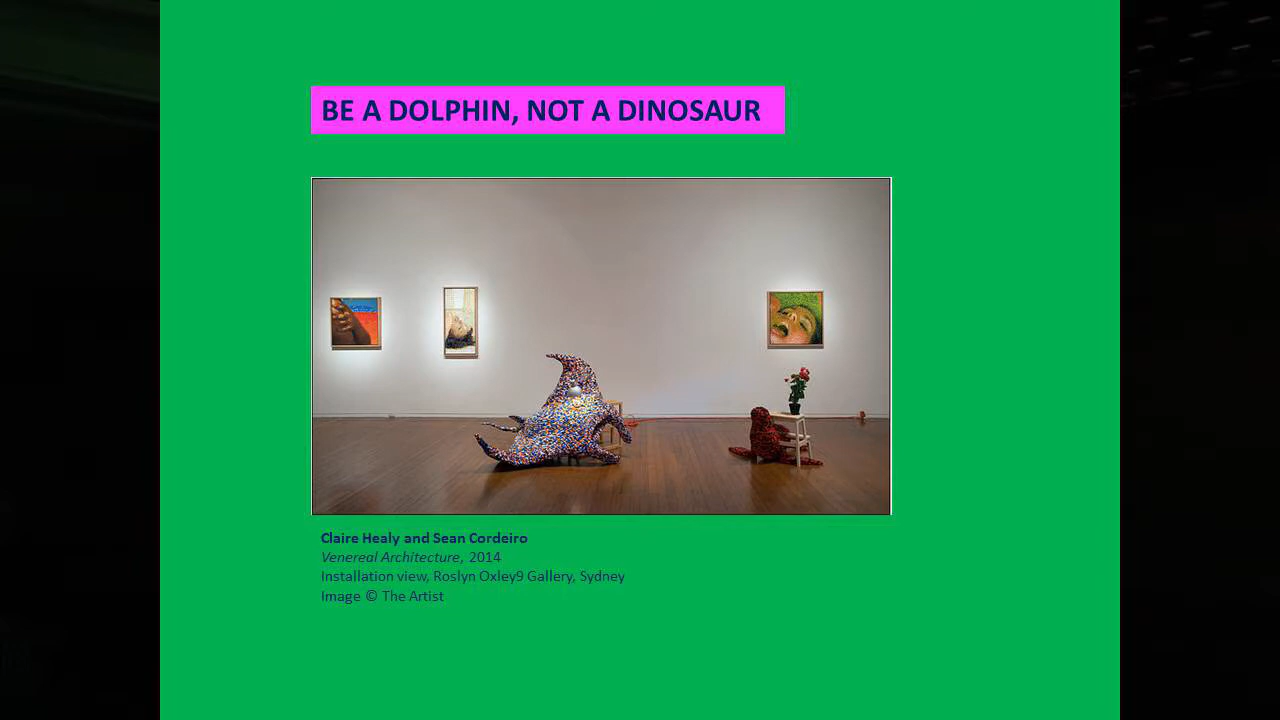 BE A DOLPHIN, NOT A DINOSAUR
Claire Healy and Sean Cordeiro
Venereal Architecture, 2014
Installation view, Roslyn Oxley9 Gallery, Sydney
Image © The Artist